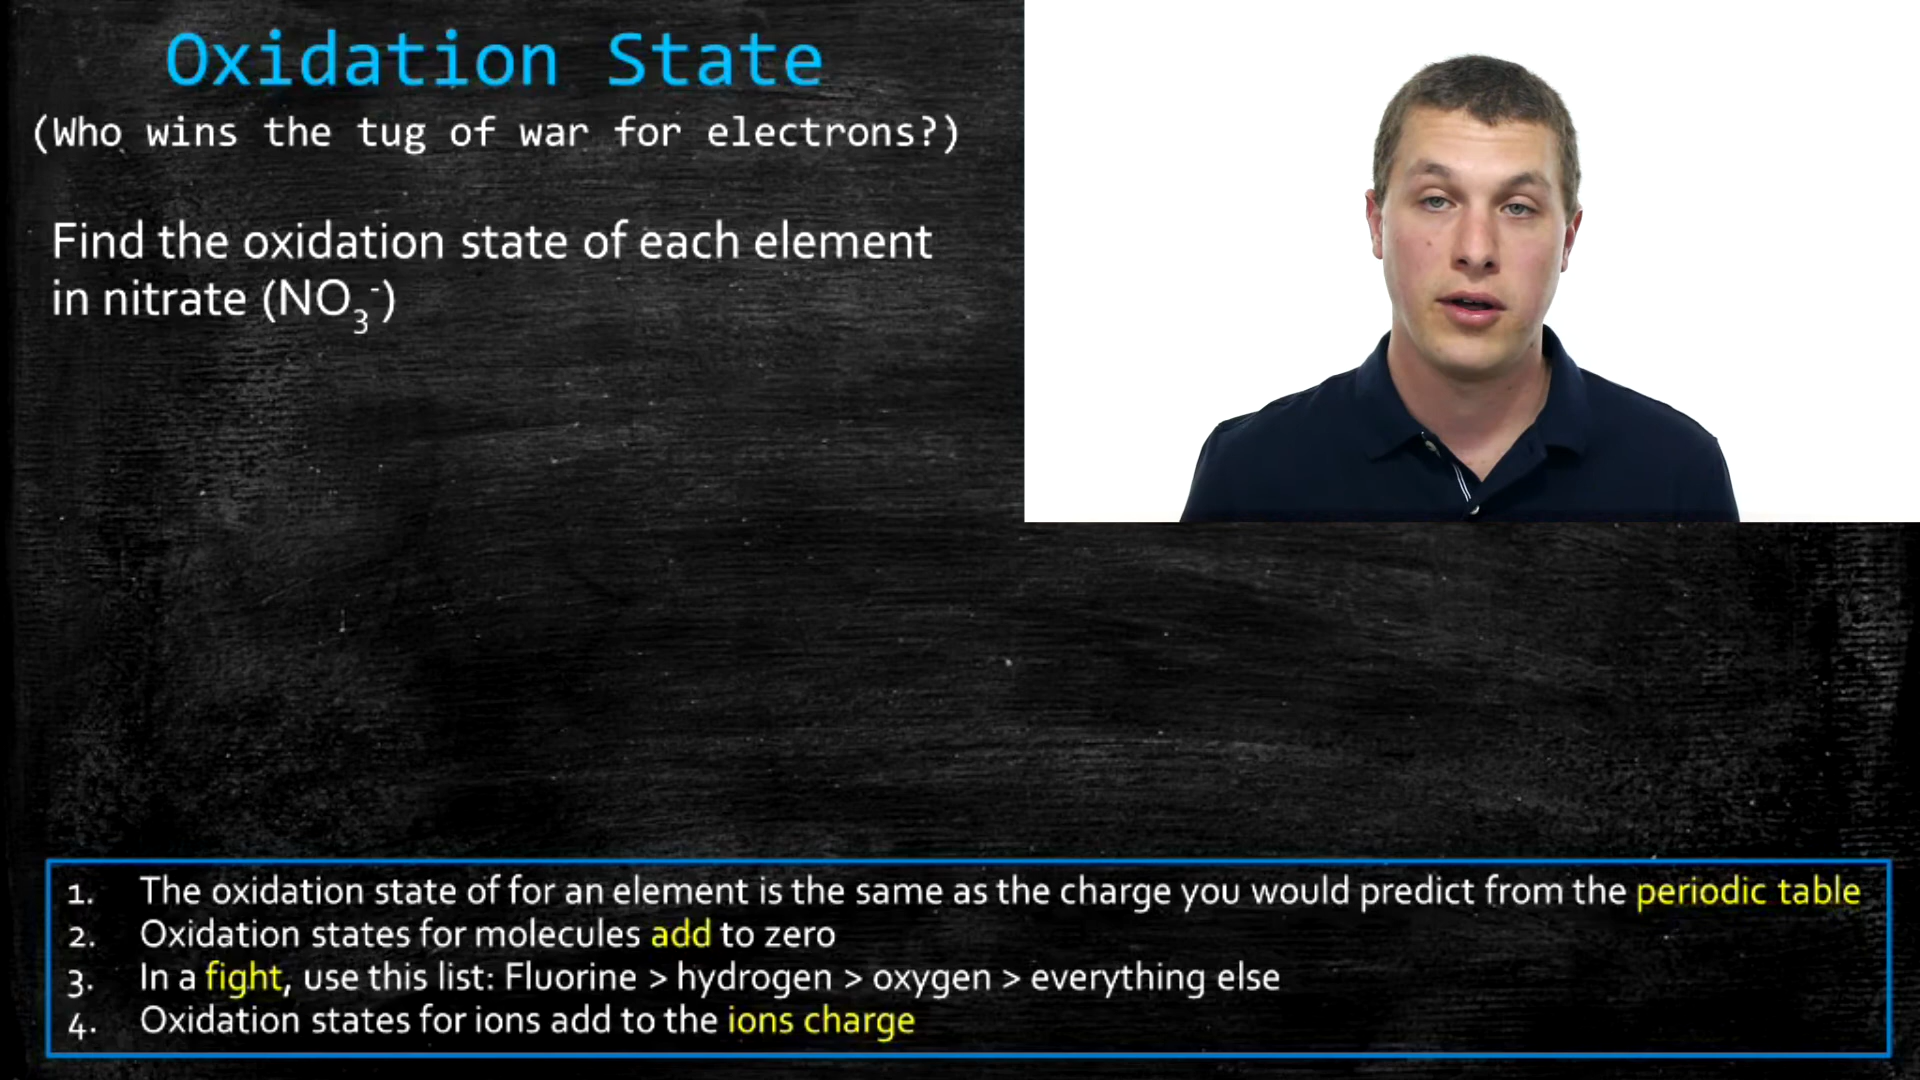 Oxidation State
(Who wins the tug of war for electrons?)
Find the oxidation state of each element
in nitrate (NO₃⁻)
1. The oxidation state of for an element is the same as the charge you would predict from the periodic table
2. Oxidation states for molecules add to zero
3. In a fight, use this list: Fluorine > hydrogen > oxygen > everything else
4. Oxidation states for ions add to the ions charge